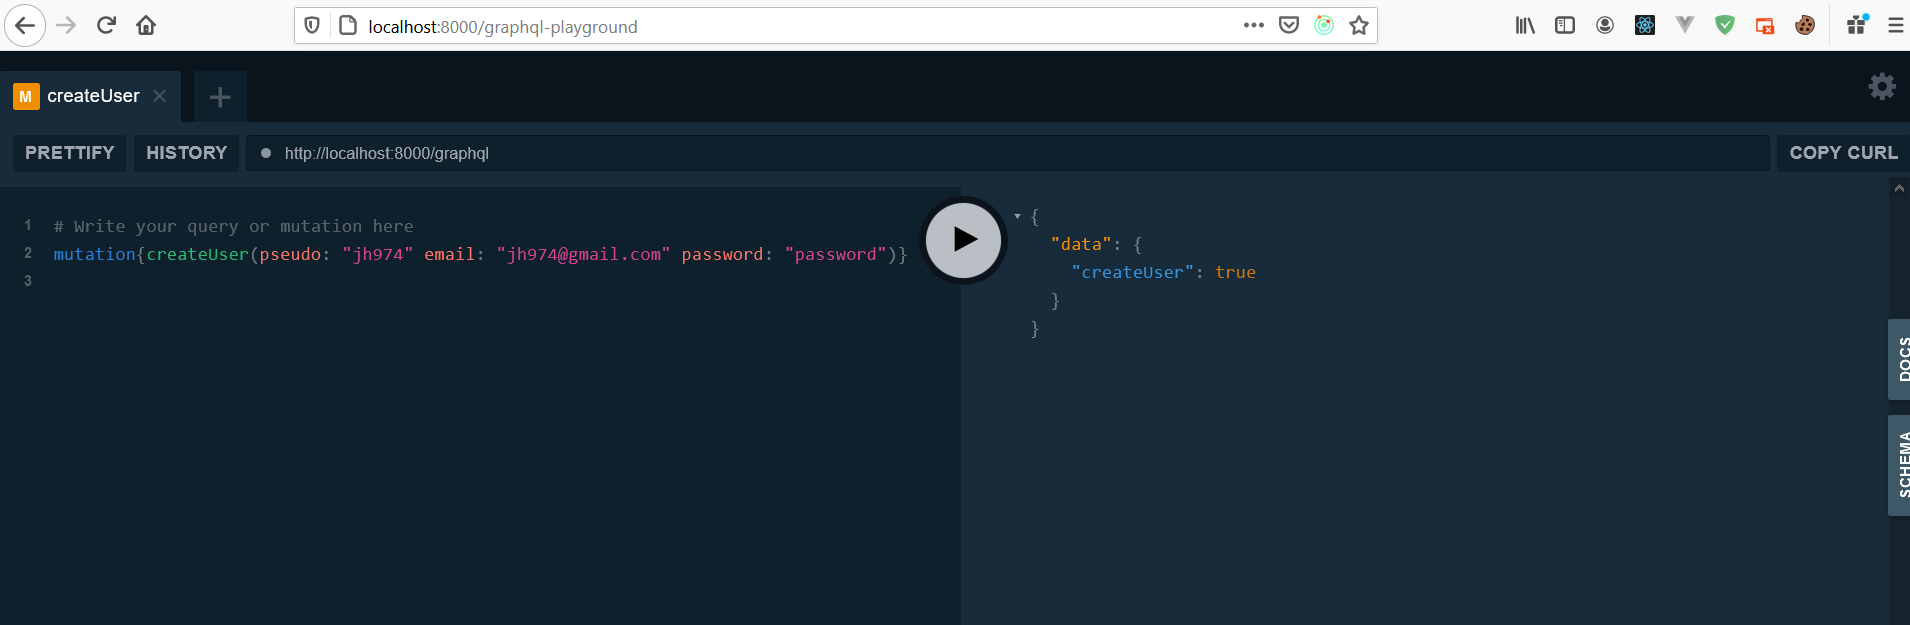 localhost:8000/graphql-playground
M createUser
PRETTIFY HISTORY http://localhost:8000/graphql COPY CURL
1 # Write your query or mutation here
2 mutation{createUser(pseudo: "jh974" email: "jh974@gmail.com" password: "password")}
3
{
"data": {
"createUser": true
}
}
DOCS
SCHEMA